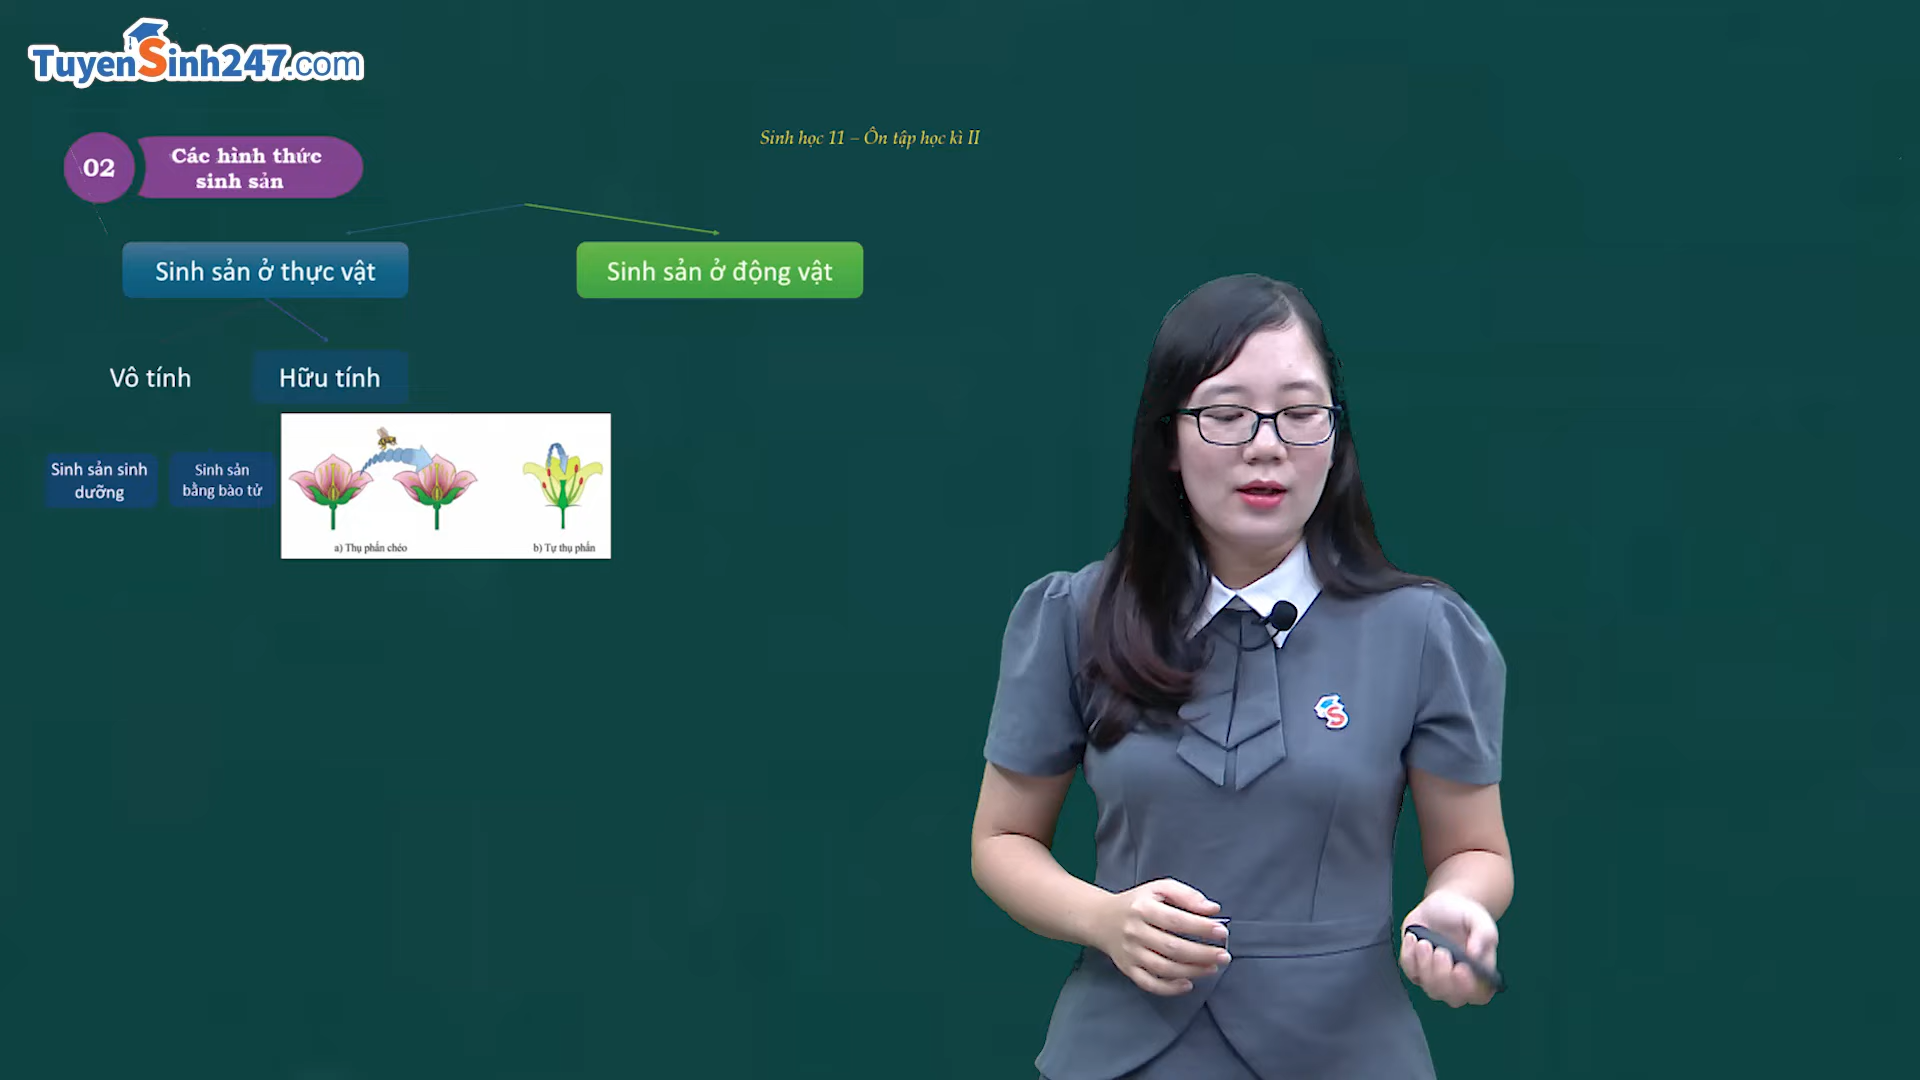 TuyenSinh247.com
Sinh học 11 – Ôn tập học kì II
02
Các hình thức
sinh sản
Sinh sản ở thực vật
Sinh sản ở động vật
Vô tính
Hữu tính
Sinh sản sinh
dưỡng
Sinh sản
bằng bào tử
a) Thụ phấn chéo
b) Tự thụ phấn
S